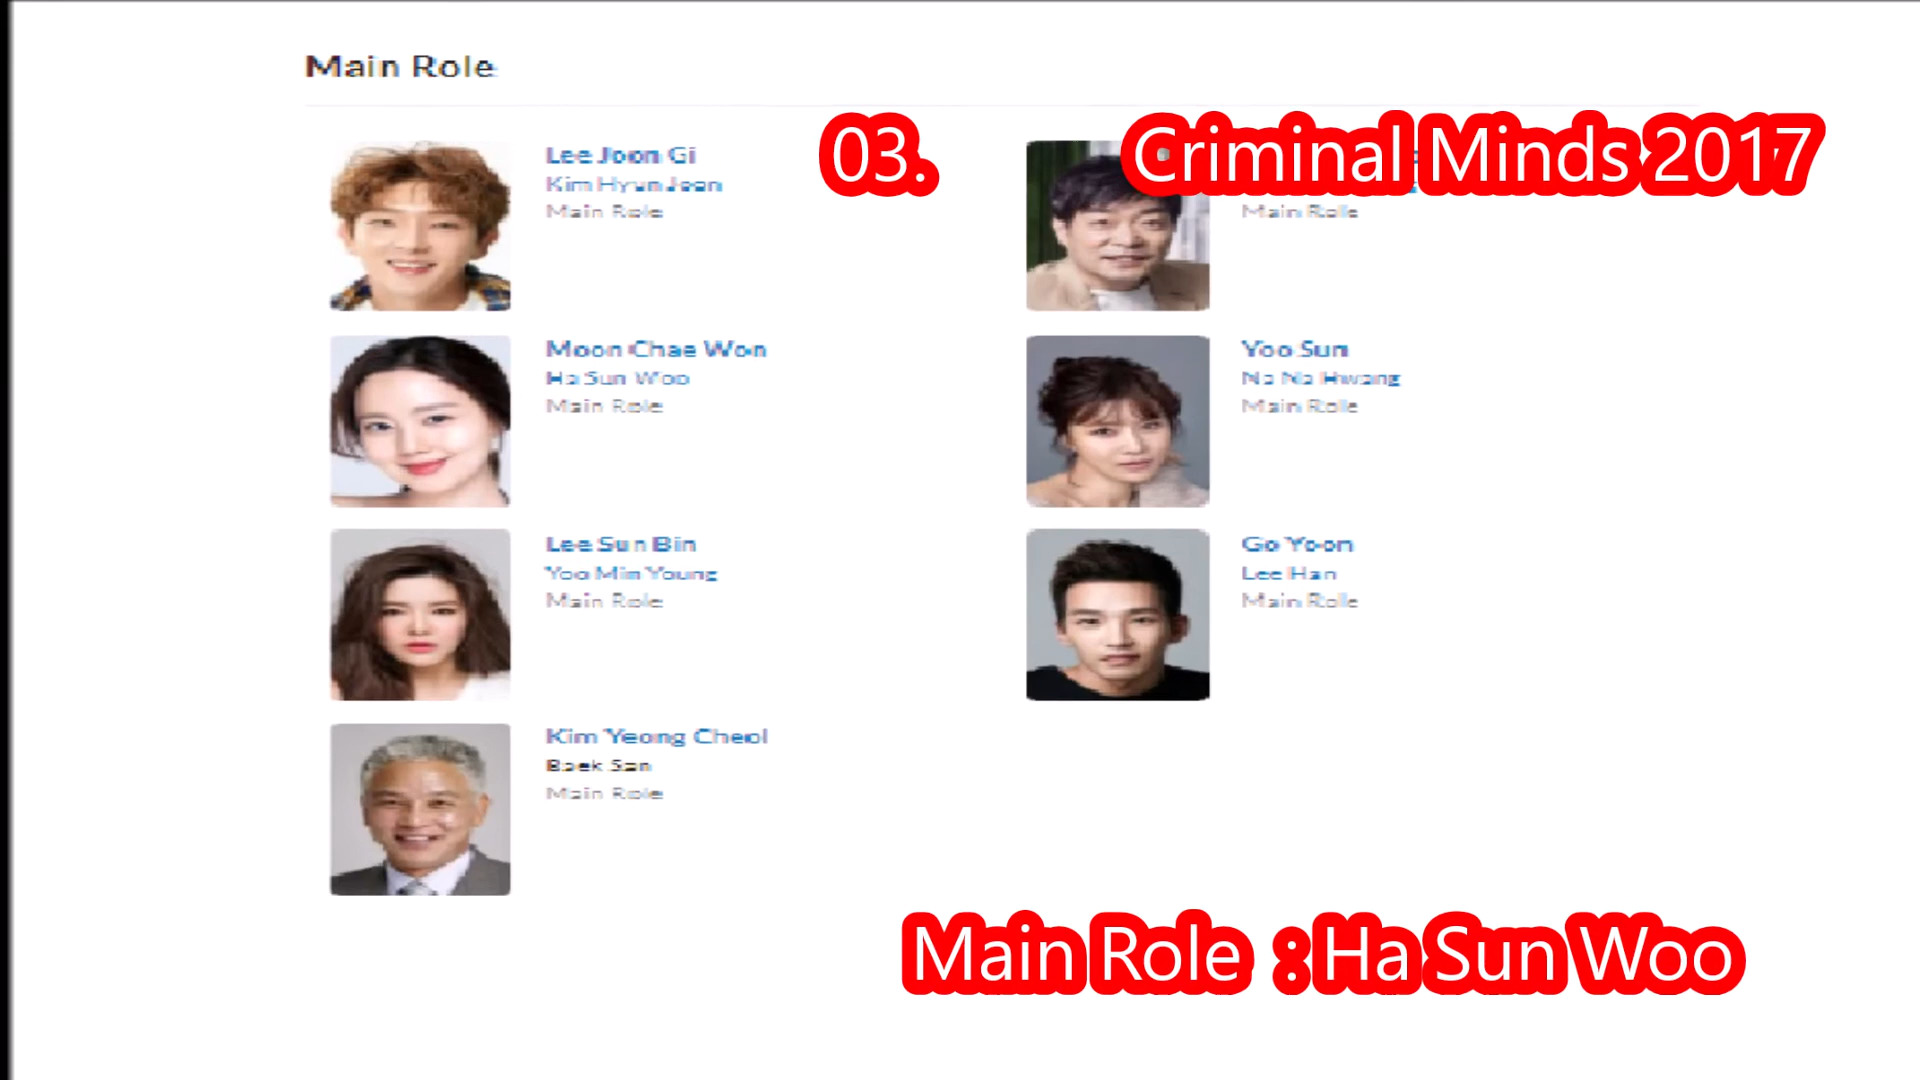 Main Role
03. Criminal Minds 2017
Lee Joon Gi
Kim Hyun Joon
Main Role
Main Role
Moon Chae Won
Ha Sun Woo
Main Role
Yoo Sun
Na Na Hwang
Main Role
Lee Sun Bin
Yoo Min Young
Main Role
Go Yoon
Lee Han
Main Role
Kim Yeong Cheol
Baek San
Main Role
Main Role : Ha Sun Woo